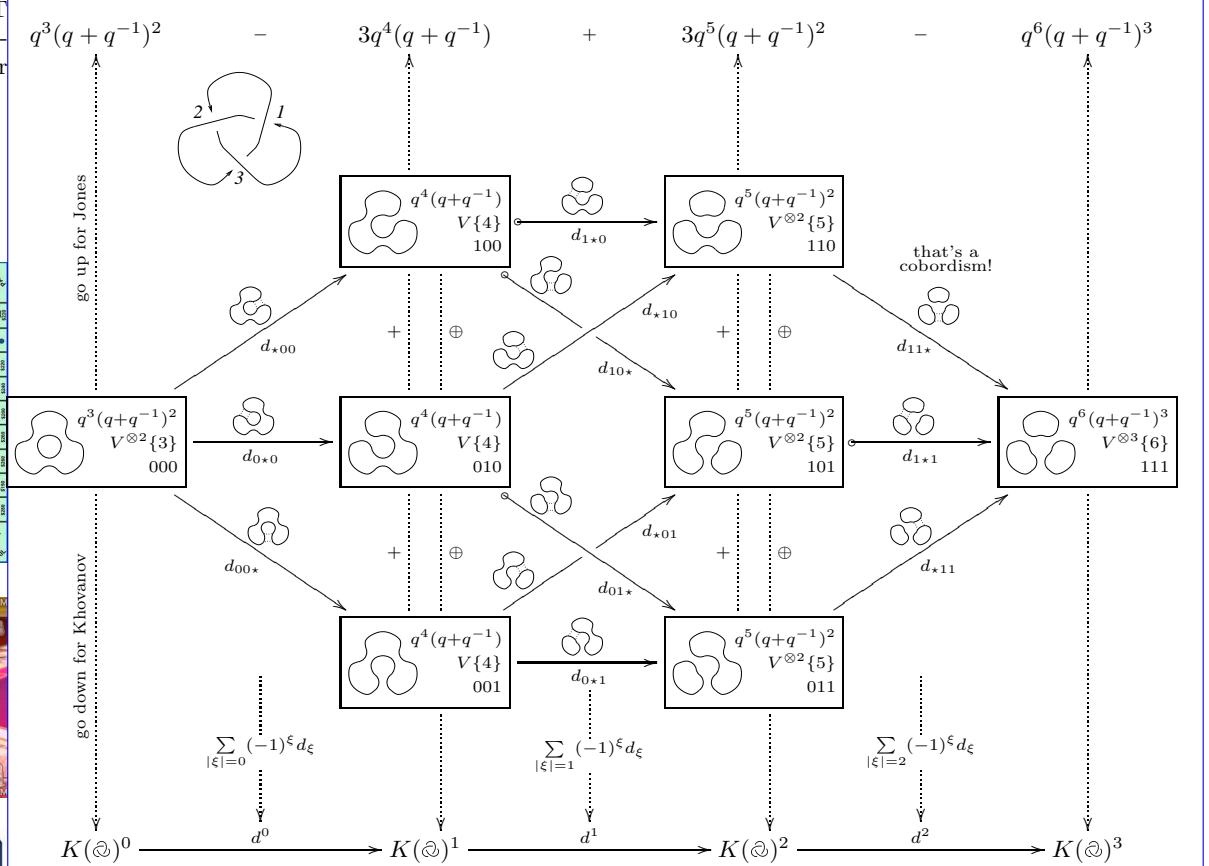 q^3(q + q^{-1})^2 − 3q^4(q + q^{-1}) + 3q^5(q + q^{-1})^2 − q^6(q + q^{-1})^3
2 1
3
go up for Jones
q^4(q+q^{-1})
V{4}
100
d_{1⋆0}
q^5(q+q^{-1})^2
V^{⊗2}{5}
110
that's a
cobordism!
d_{⋆00}
+ ⊕
d_{⋆10}
d_{10⋆}
+ ⊕
d_{11⋆}
q^3(q+q^{-1})^2
V^{⊗2}{3}
000
d_{0⋆0}
q^4(q+q^{-1})
V{4}
010
q^5(q+q^{-1})^2
V^{⊗2}{5}
101
d_{1⋆1}
q^6(q+q^{-1})^3
V^{⊗3}{6}
111
go down for Khovanov
d_{00⋆}
+ ⊕
d_{⋆01}
d_{01⋆}
+ ⊕
d_{⋆11}
q^4(q+q^{-1})
V{4}
001
d_{0⋆1}
q^5(q+q^{-1})^2
V^{⊗2}{5}
011
∑_{|ξ|=0} (−1)^ξ d_ξ
∑_{|ξ|=1} (−1)^ξ d_ξ
∑_{|ξ|=2} (−1)^ξ d_ξ
d^0 d^1 d^2
K( )^0 K( )^1 K( )^2 K( )^3